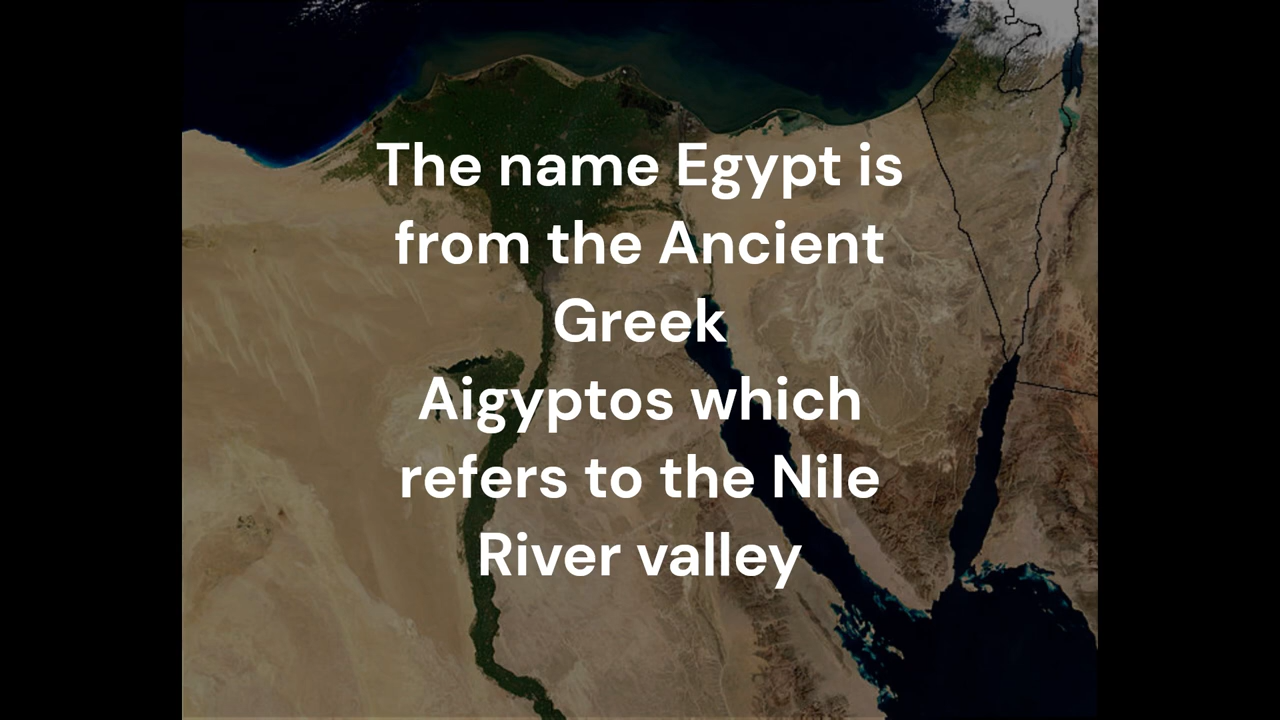 The name Egypt is
from the Ancient
Greek
Aigyptos which
refers to the Nile
River valley